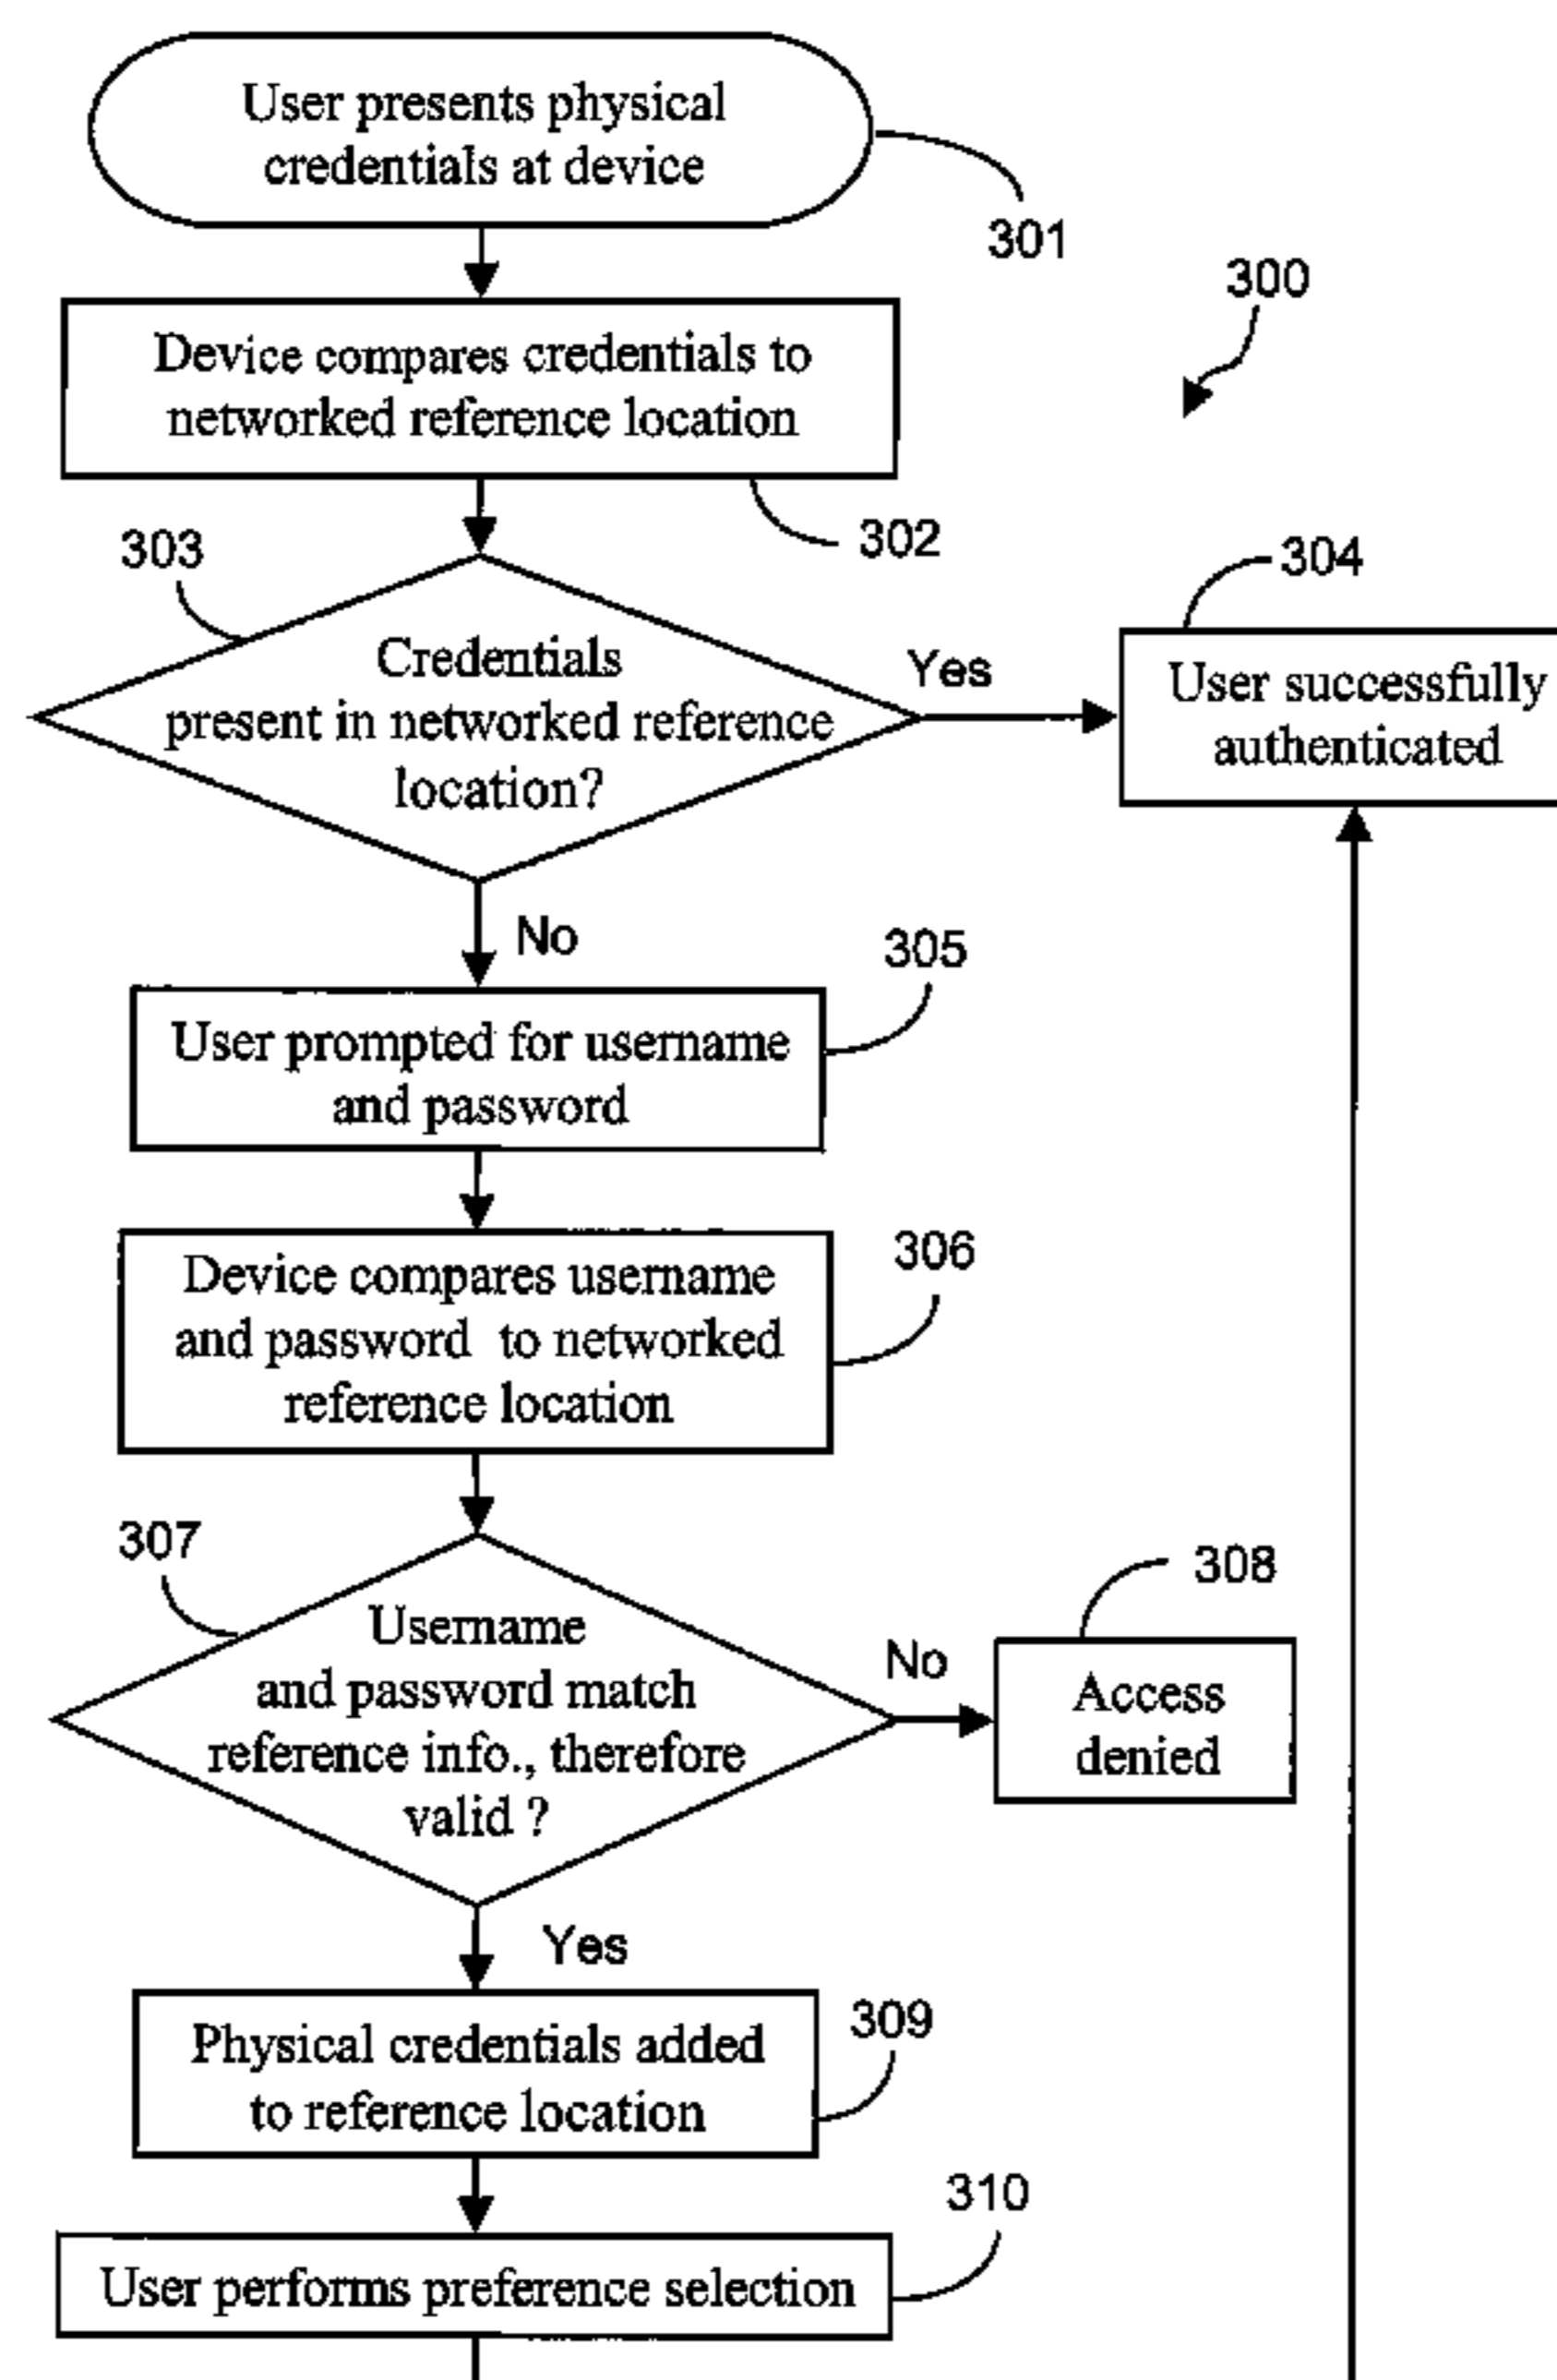 User presents physical
credentials at device
301
300
Device compares credentials to
networked reference location
302
303
304
Credentials
present in networked reference
location?
Yes
User successfully
authenticated
No
305
User prompted for username
and password
306
Device compares username
and password to networked
reference location
307
308
Username
and password match
reference info., therefore
valid ?
No
Access
denied
Yes
309
Physical credentials added
to reference location
310
User performs preference selection